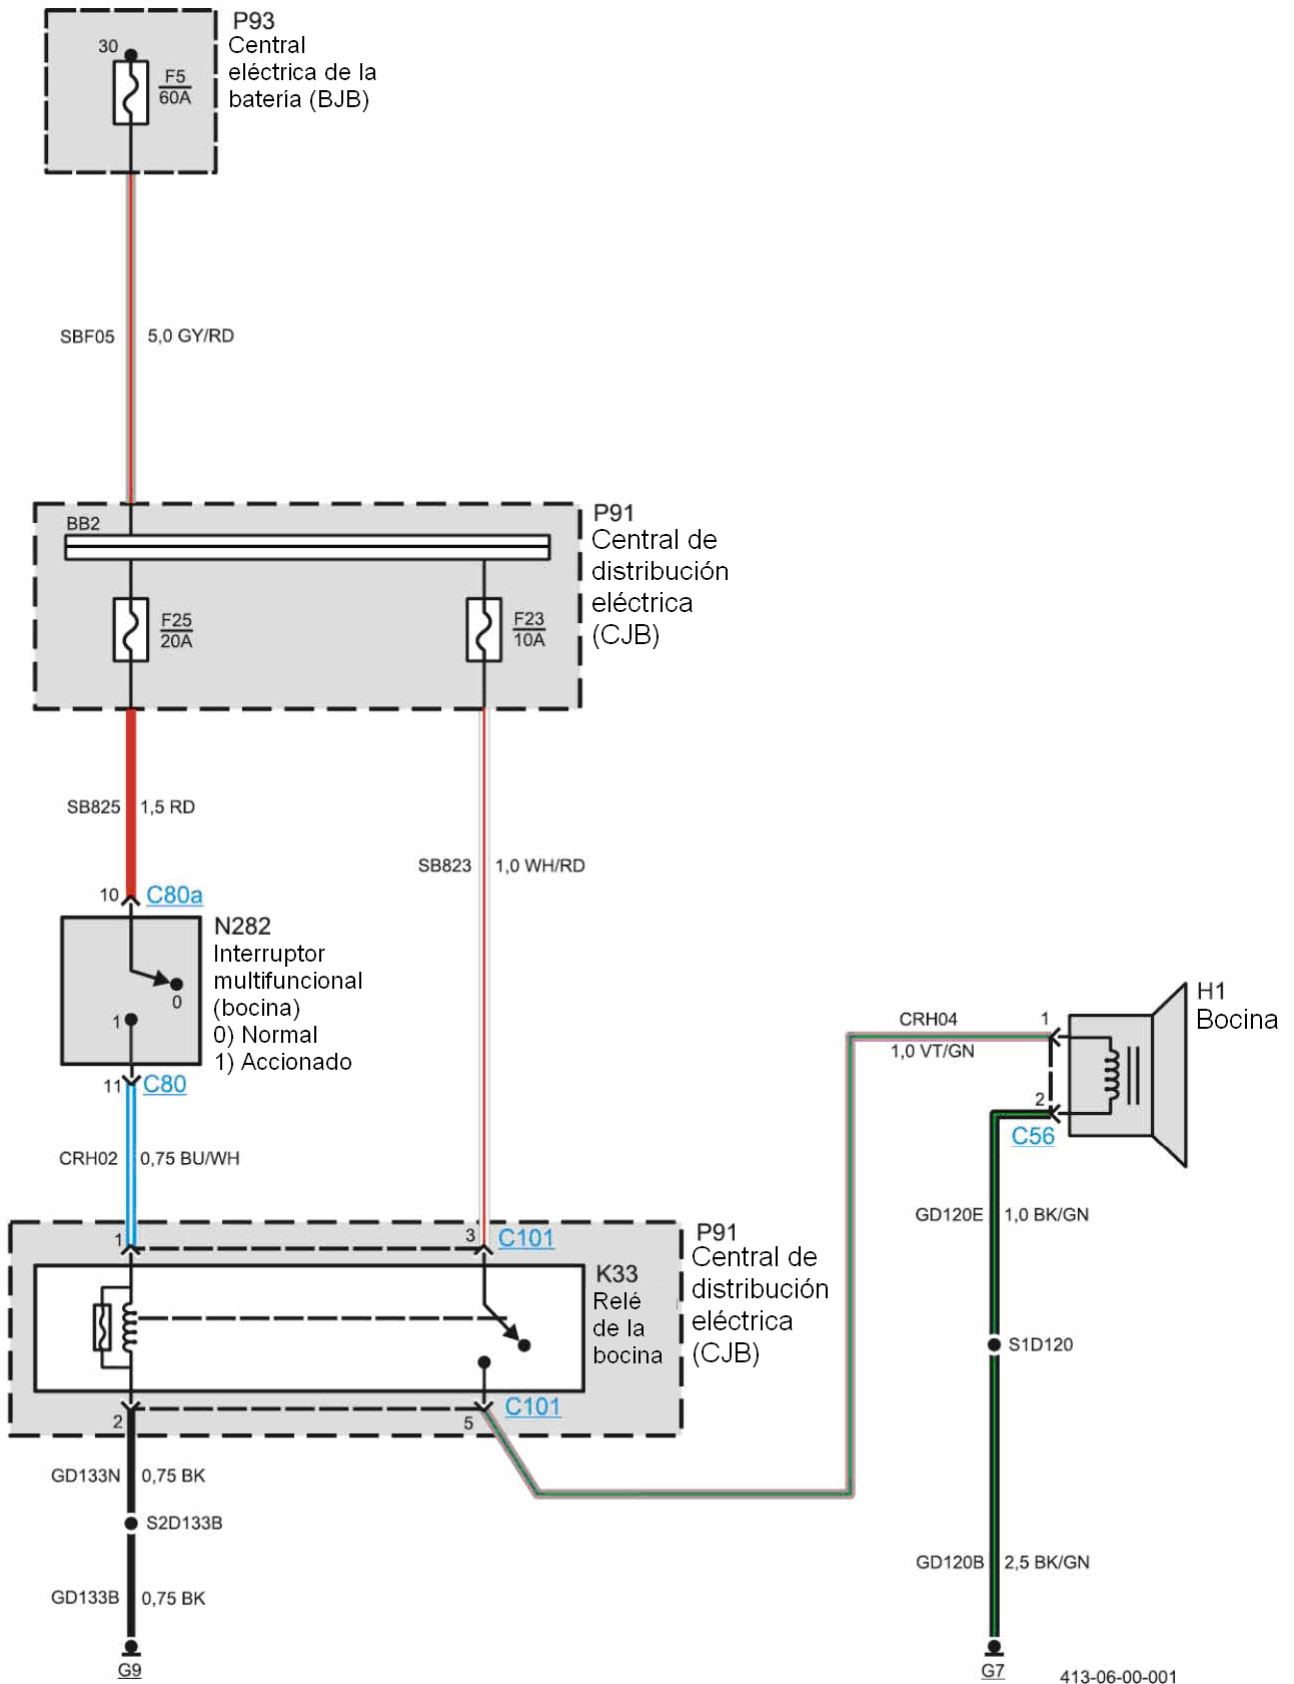 P93
Central
eléctrica de la
batería (BJB)
30
F5
60A
SBF05
5,0 GY/RD
BB2
P91
Central de
distribución
eléctrica
(CJB)
F25
20A
F23
10A
SB825
1,5 RD
SB823
1,0 WH/RD
10
C80a
N282
Interruptor
multifuncional
(bocina)
0) Normal
1) Accionado
0
1
11
C80
CRH02
0,75 BU/WH
H1
Bocina
CRH04
1,0 VT/GN
1
2
C56
GD120E
1,0 BK/GN
1
3
C101
P91
Central de
distribución
eléctrica
(CJB)
K33
Relé
de la
bocina
S1D120
2
5
C101
GD133N
0,75 BK
S2D133B
GD120B
2,5 BK/GN
GD133B
0,75 BK
G9
G7
413-06-00-001